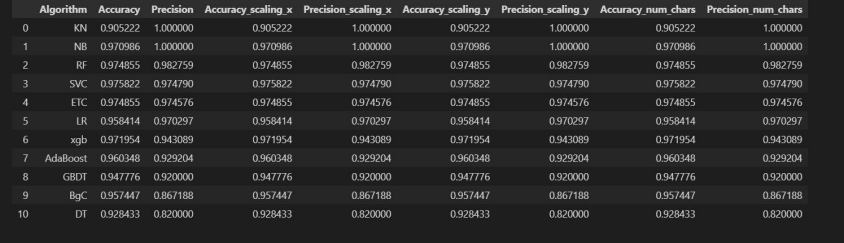 Algorithm Accuracy Precision Accuracy_scaling_x Precision_scaling_x Accuracy_scaling_y Precision_scaling_y Accuracy_num_chars Precision_num_chars
0 KN 0.905222 1.000000 0.905222 1.000000 0.905222 1.000000 0.905222 1.000000
1 NB 0.970986 1.000000 0.970986 1.000000 0.970986 1.000000 0.970986 1.000000
2 RF 0.974855 0.982759 0.974855 0.982759 0.974855 0.982759 0.974855 0.982759
3 SVC 0.975822 0.974790 0.975822 0.974790 0.975822 0.974790 0.975822 0.974790
4 ETC 0.974855 0.974576 0.974855 0.974576 0.974855 0.974576 0.974855 0.974576
5 LR 0.958414 0.970297 0.958414 0.970297 0.958414 0.970297 0.958414 0.970297
6 xgb 0.971954 0.943089 0.971954 0.943089 0.971954 0.943089 0.971954 0.943089
7 AdaBoost 0.960348 0.929204 0.960348 0.929204 0.960348 0.929204 0.960348 0.929204
8 GBDT 0.947776 0.920000 0.947776 0.920000 0.947776 0.920000 0.947776 0.920000
9 BgC 0.957447 0.867188 0.957447 0.867188 0.957447 0.867188 0.957447 0.867188
10 DT 0.928433 0.820000 0.928433 0.820000 0.928433 0.820000 0.928433 0.820000